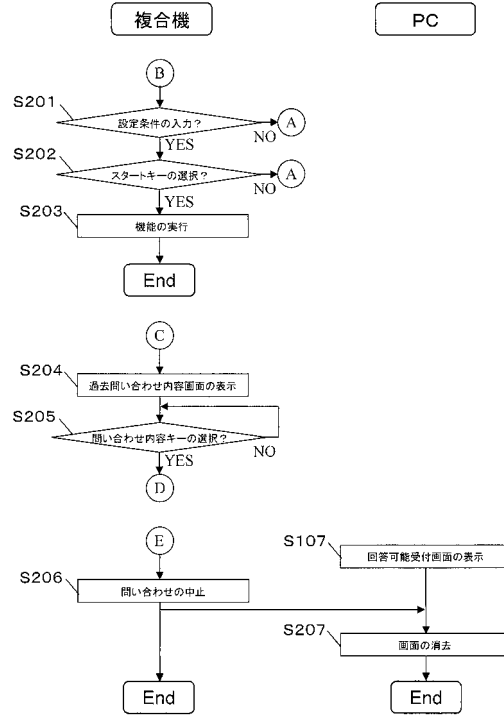 複合機
PC
B
S201
設定条件の入力?
A
NO
YES
S202
スタートキーの選択?
A
NO
YES
S203
機能の実行
End
C
S204
過去問い合わせ内容画面の表示
S205
問い合わせ内容キーの選択?
YES
NO
D
E
S107
回答可能受付画面の表示
S206
問い合わせの中止
S207
画面の消去
End
End